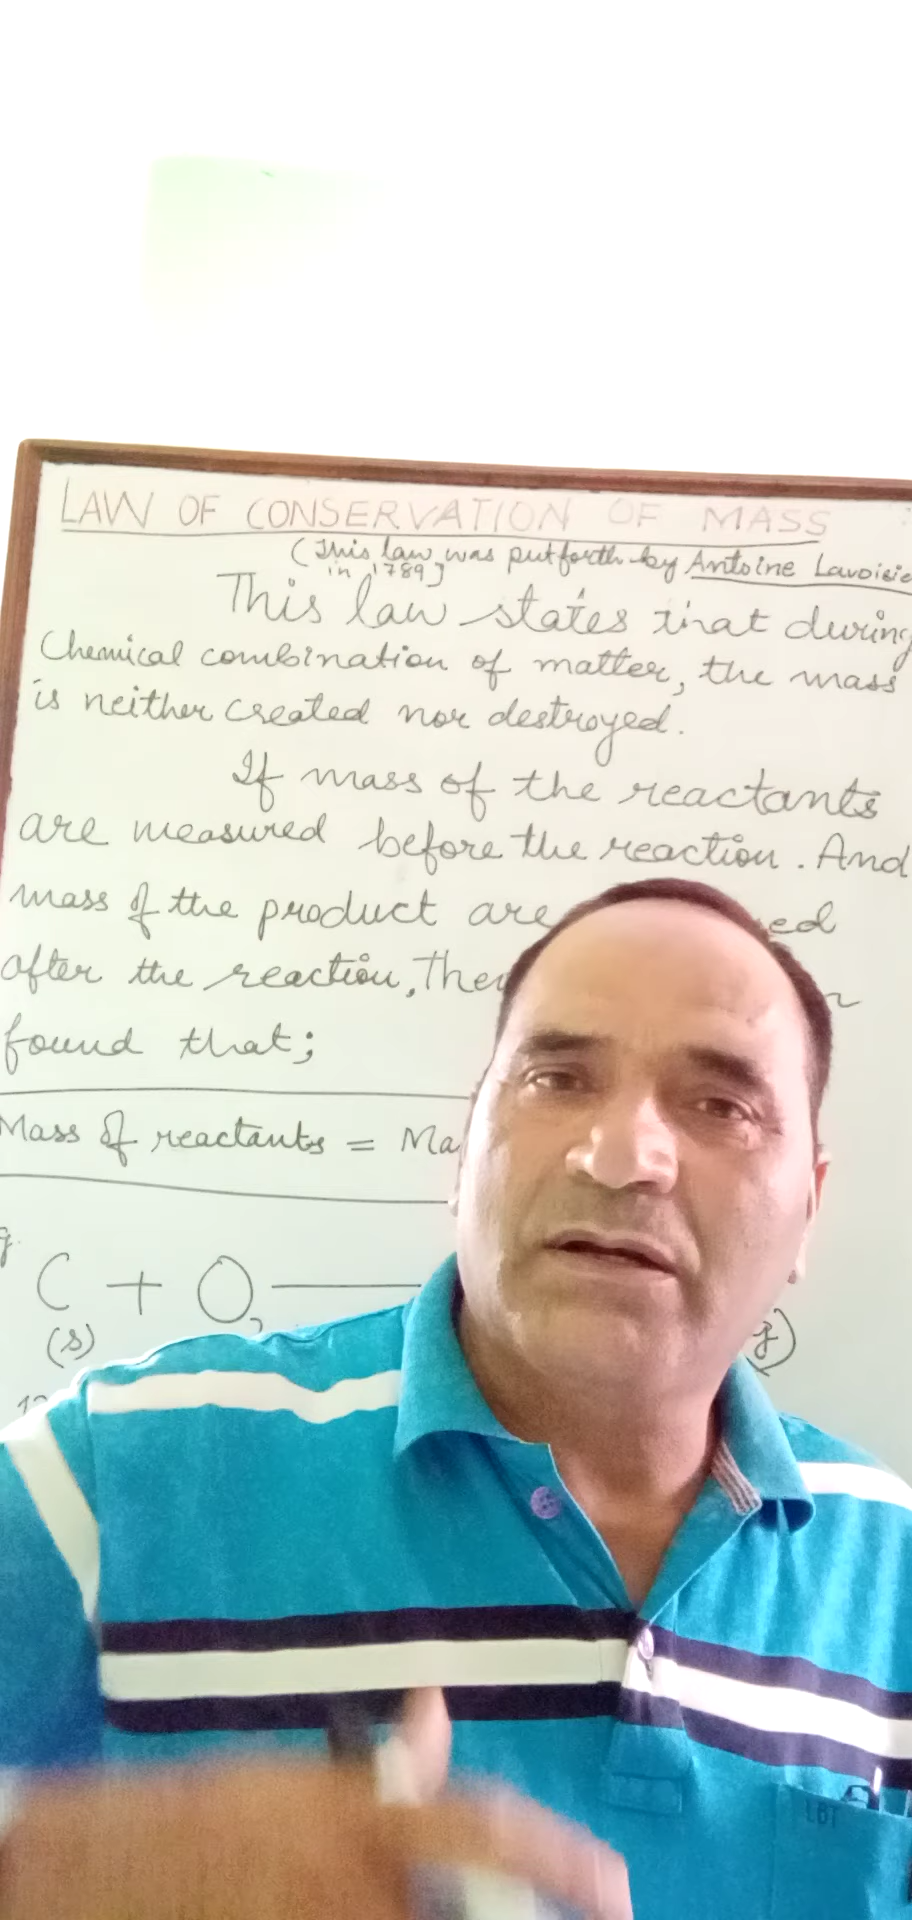 LAW OF CONSERVATION OF MASS
(This law was put forth by Antoine Lavoisie
in 1789]
This law states that during
Chemical combination of matter, the mass
is neither created nor destroyed.
If mass of the reactants
are measured before the reaction. And
mass of the product are ed
after the reaction, Then n
found that;
Mass of reactants = Ma
g.
C + O2
(s) g)
LBT